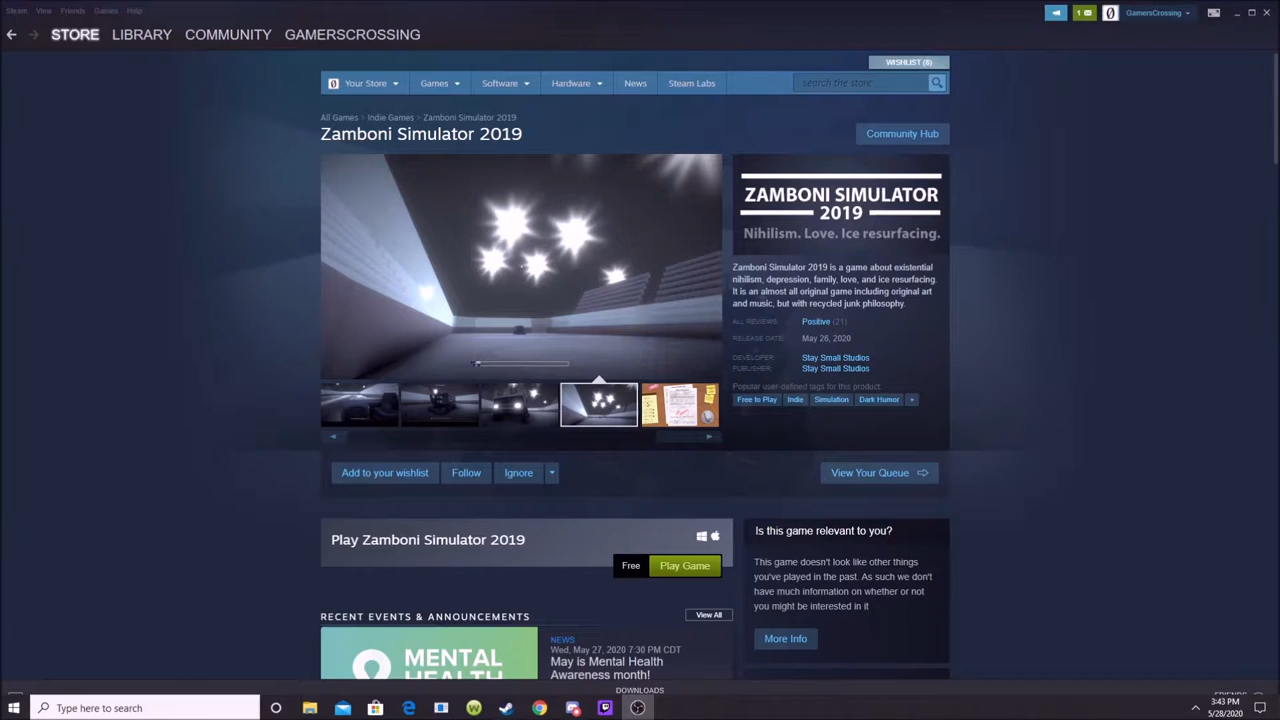 Steam View Friends Games Help
1 GamersCrossing
STORE LIBRARY COMMUNITY GAMERSCROSSING
WISHLIST (6)
Your Store Games Software Hardware News Steam Labs search the store
All Games > Indie Games > Zamboni Simulator 2019
Zamboni Simulator 2019
Community Hub
ZAMBONI SIMULATOR
2019
Nihilism. Love. Ice resurfacing.
Zamboni Simulator 2019 is a game about existential
nihilism, depression, family, love, and ice resurfacing.
It is an almost all original game including original art
and music, but with recycled junk philosophy.
ALL REVIEWS: Positive (21)
RELEASE DATE: May 26, 2020
DEVELOPER: Stay Small Studios
PUBLISHER: Stay Small Studios
Popular user-defined tags for this product:
Free to Play Indie Simulation Dark Humor +
Add to your wishlist Follow Ignore View Your Queue
Play Zamboni Simulator 2019
Free Play Game
Is this game relevant to you?
This game doesn't look like other things
you've played in the past. As such we don't
have much information on whether or not
you might be interested in it
More Info
RECENT EVENTS & ANNOUNCEMENTS View All
MENTAL
HEALTH
NEWS
Wed, May 27, 2020 7:30 PM CDT
May is Mental Health
Awareness month!
DOWNLOADS
FRIENDS
Type here to search
3:43 PM
5/28/2020